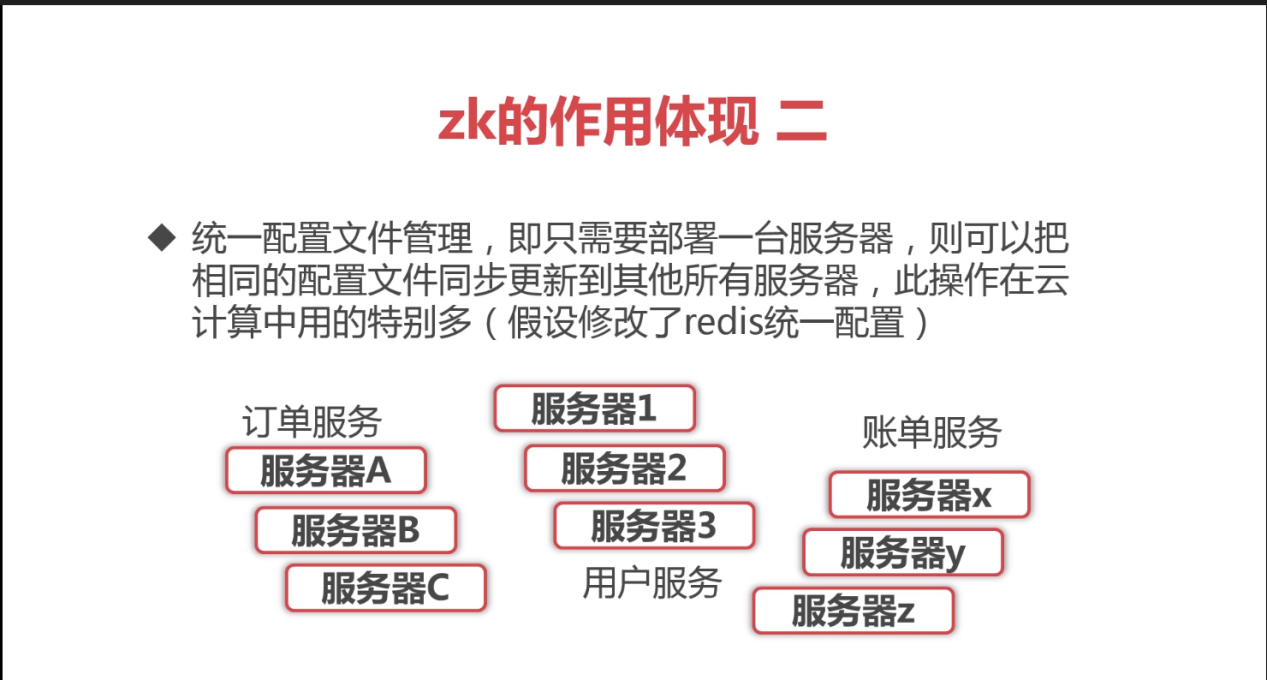 zk的作用体现 二
◆ 统一配置文件管理，即只需要部署一台服务器，则可以把
相同的配置文件同步更新到其他所有服务器，此操作在云
计算中用的特别多（假设修改了redis统一配置）
订单服务
服务器A
服务器B
服务器C
服务器1
服务器2
服务器3
用户服务
账单服务
服务器x
服务器y
服务器z